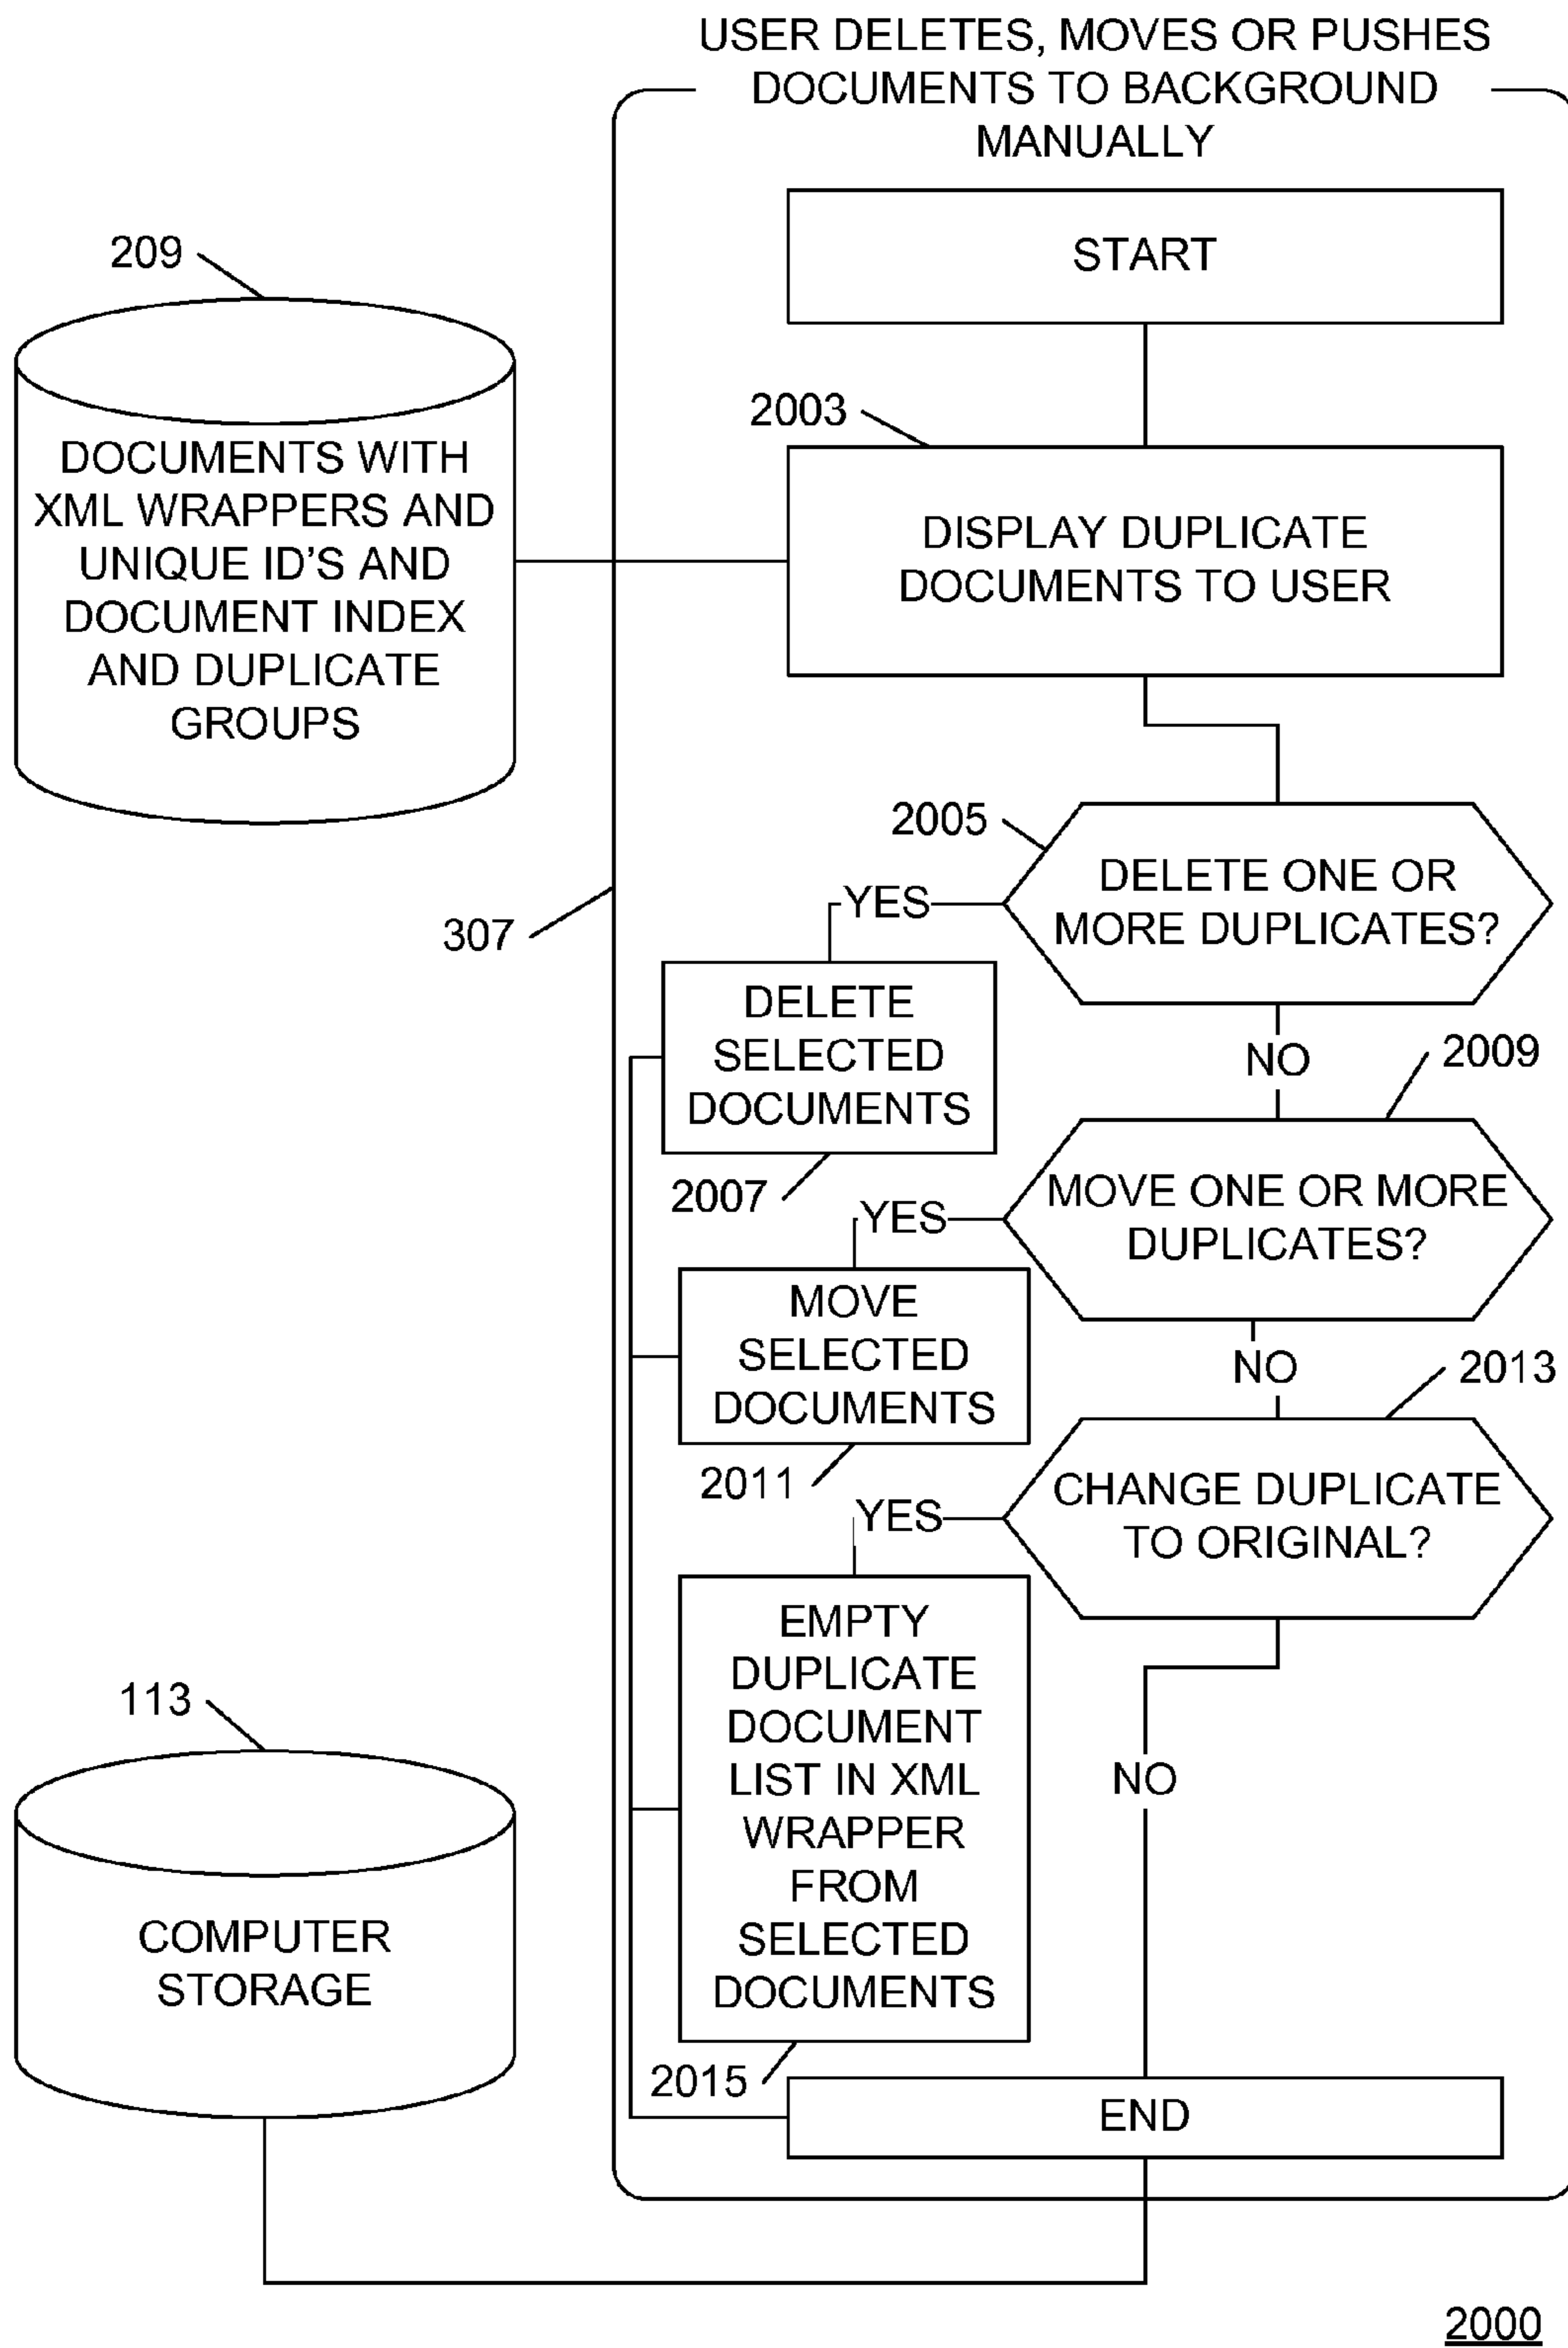 USER DELETES, MOVES OR PUSHES
DOCUMENTS TO BACKGROUND
MANUALLY
START
209
DOCUMENTS WITH
XML WRAPPERS AND
UNIQUE ID'S AND
DOCUMENT INDEX
AND DUPLICATE
GROUPS
2003
DISPLAY DUPLICATE
DOCUMENTS TO USER
2005
DELETE ONE OR
MORE DUPLICATES?
YES
307
DELETE
SELECTED
DOCUMENTS
2007
NO
2009
MOVE ONE OR MORE
DUPLICATES?
YES
MOVE
SELECTED
DOCUMENTS
2011
NO
2013
CHANGE DUPLICATE
TO ORIGINAL?
YES
EMPTY
DUPLICATE
DOCUMENT
LIST IN XML
WRAPPER
FROM
SELECTED
DOCUMENTS
2015
NO
113
COMPUTER
STORAGE
END
2000